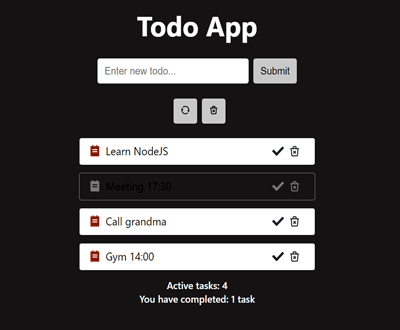 Todo App
Enter new todo...
Submit
Learn NodeJS
Meeting 17:30
Call grandma
Gym 14:00
Active tasks: 4
You have completed: 1 task